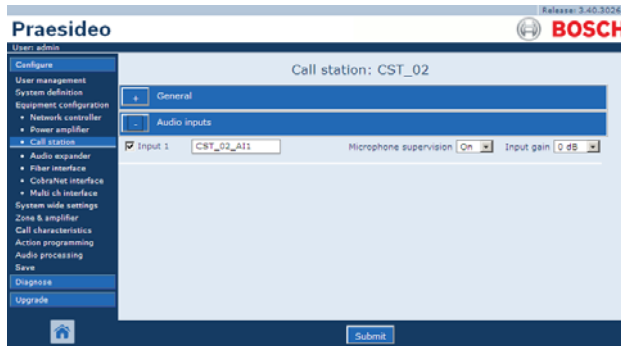 Release: 3.40.3026
Praesideo
BOSCH
User: admin
Configure
User management
System definition
Equipment configuration
Network controller
Power amplifier
Call station
Audio expander
Fiber interface
CobraNet interface
Multi ch interface
System wide settings
Zone & amplifier
Call characteristics
Action programming
Audio processing
Save
Diagnose
Upgrade
Call station: CST_02
+ General
- Audio inputs
Input 1 CST_02_AI1 Microphone supervision On Input gain 0 dB
Submit